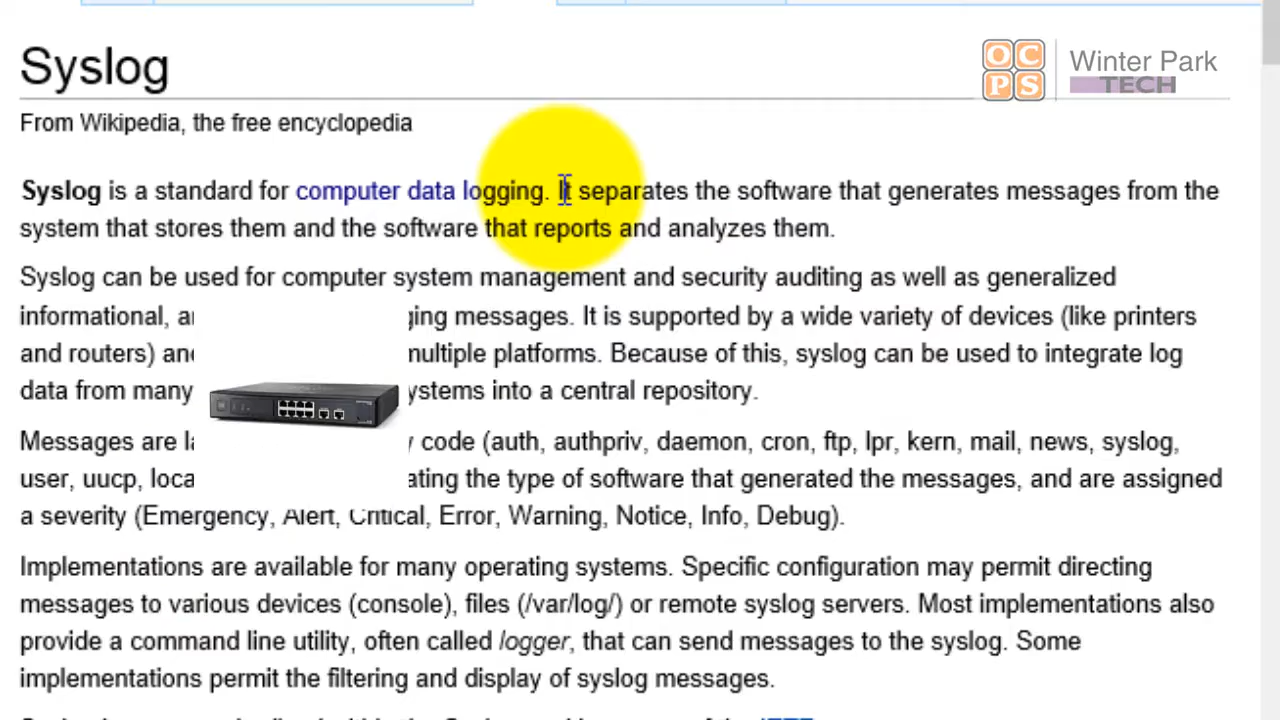 Syslog
OC
PS
Winter Park
TECH
From Wikipedia, the free encyclopedia
Syslog is a standard for computer data logging. It separates the software that generates messages from the
system that stores them and the software that reports and analyzes them.
Syslog can be used for computer system management and security auditing as well as generalized
informational, ging messages. It is supported by a wide variety of devices (like printers
and routers) multiple platforms. Because of this, syslog can be used to integrate log
data from many ystems into a central repository.
Messages are code (auth, authpriv, daemon, cron, ftp, lpr, kern, mail, news, syslog,
user, uucp, ating the type of software that generated the messages, and are assigned
a severity (Emergency, Alert, Critical, Error, Warning, Notice, Info, Debug).
Implementations are available for many operating systems. Specific configuration may permit directing
messages to various devices (console), files (/var/log/) or remote syslog servers. Most implementations also
provide a command line utility, often called logger, that can send messages to the syslog. Some
implementations permit the filtering and display of syslog messages.